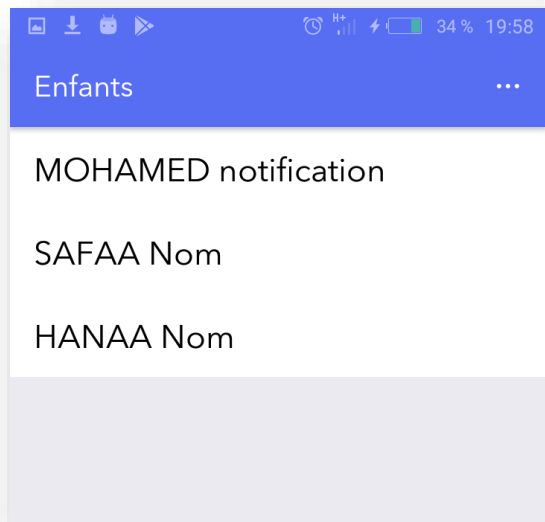 H+ 34 % 19:58
Enfants
MOHAMED notification
SAFAA Nom
HANAA Nom